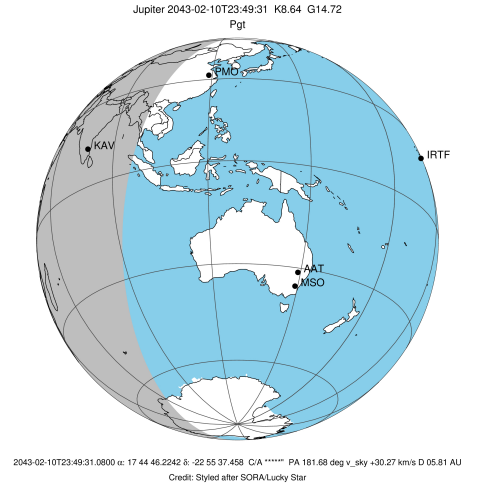 Jupiter 2043-02-10T23:49:31  K8.64  G14.72
Pgt
PMO
KAV
IRTF
AAT
MSO
2043-02-10T23:49:31.0800 α: 17 44 46.2242 δ: -22 55 37.458  C/A *****"  PA 181.68 deg v_sky +30.27 km/s D 05.81 AU
Credit: Styled after SORA/Lucky Star